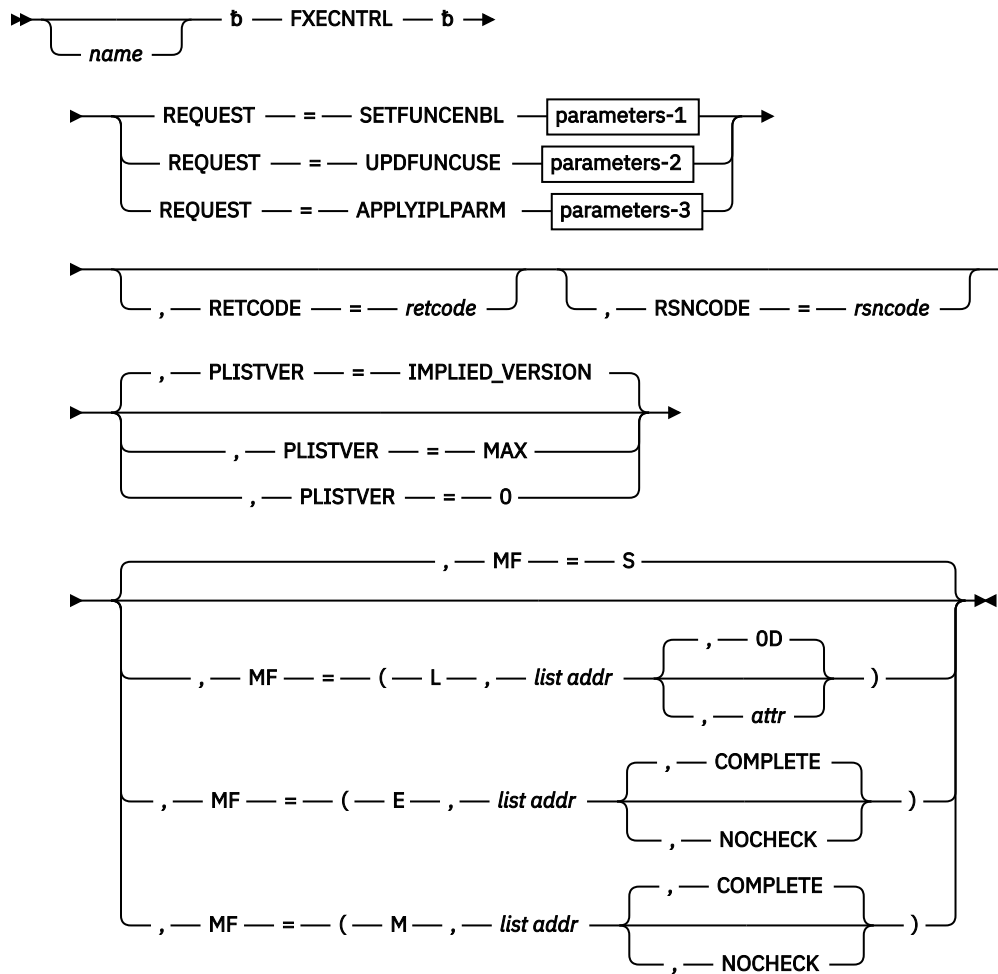 ƀ FXECNTRL ƀ
name
REQUEST = SETFUNCENBL parameters-1
REQUEST = UPDFUNCUSE parameters-2
REQUEST = APPLYIPLPARM parameters-3
, RETCODE = retcode , RSNCODE = rsncode
, PLISTVER = IMPLIED_VERSION
, PLISTVER = MAX
, PLISTVER = 0
, MF = S
, 0D
, MF = ( L , list addr )
, attr
, COMPLETE
, MF = ( E , list addr )
, NOCHECK
, COMPLETE
, MF = ( M , list addr )
, NOCHECK